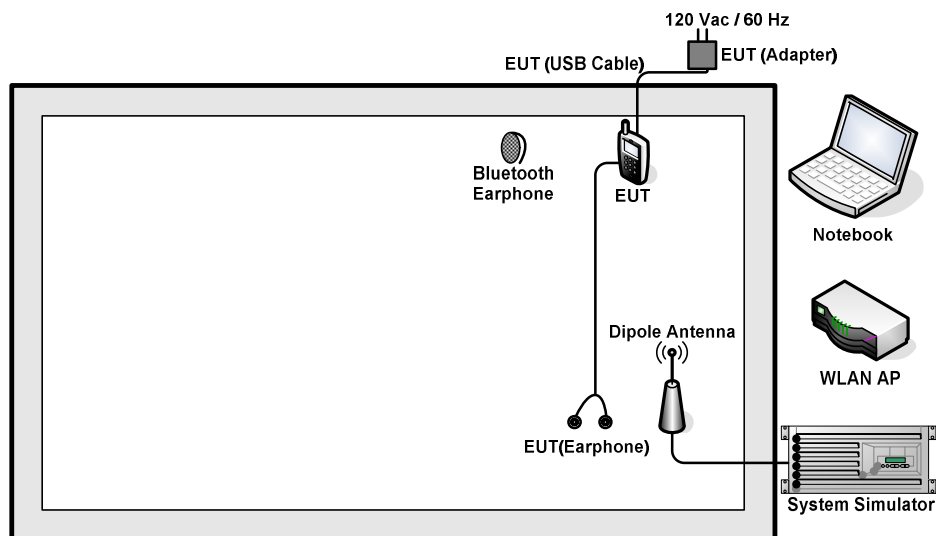 120 Vac / 60 Hz
EUT (USB Cable)
EUT (Adapter)
Bluetooth
Earphone
EUT
Notebook
Dipole Antenna
WLAN AP
EUT(Earphone)
System Simulator